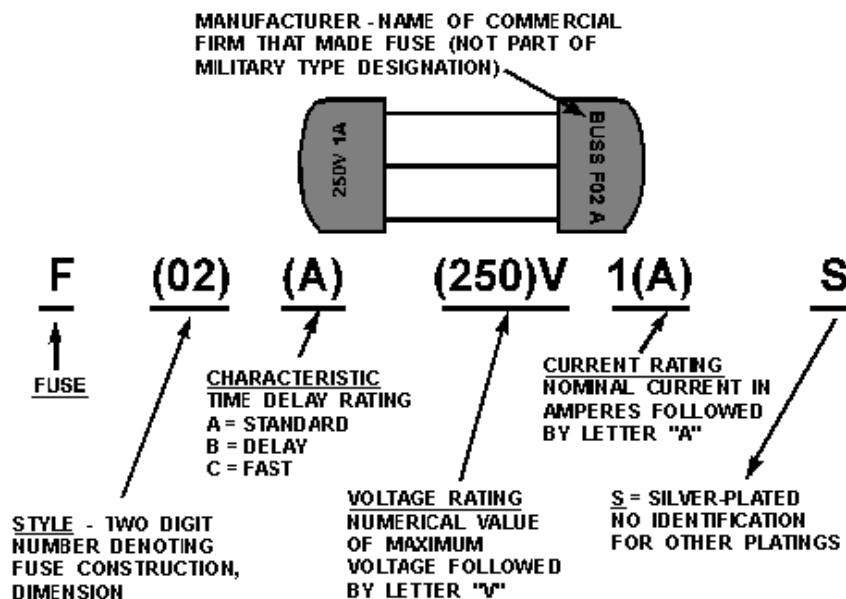 MANUFACTURER - NAME OF COMMERCIAL
FIRM THAT MADE FUSE (NOT PART OF
MILITARY TYPE DESIGNATION)
250V 1A
BUSS F02 A
F (02) (A) (250)V 1(A) S
FUSE
CHARACTERISTIC
TIME DELAY RATING
A = STANDARD
B = DELAY
C = FAST
CURRENT RATING
NOMINAL CURRENT IN
AMPERES FOLLOWED
BY LETTER "A"
STYLE - TWO DIGIT
NUMBER DENOTING
FUSE CONSTRUCTION,
DIMENSION
VOLTAGE RATING
NUMERICAL VALUE
OF MAXIMUM
VOLTAGE FOLLOWED
BY LETTER "V"
S = SILVER-PLATED
NO IDENTIFICATION
FOR OTHER PLATINGS